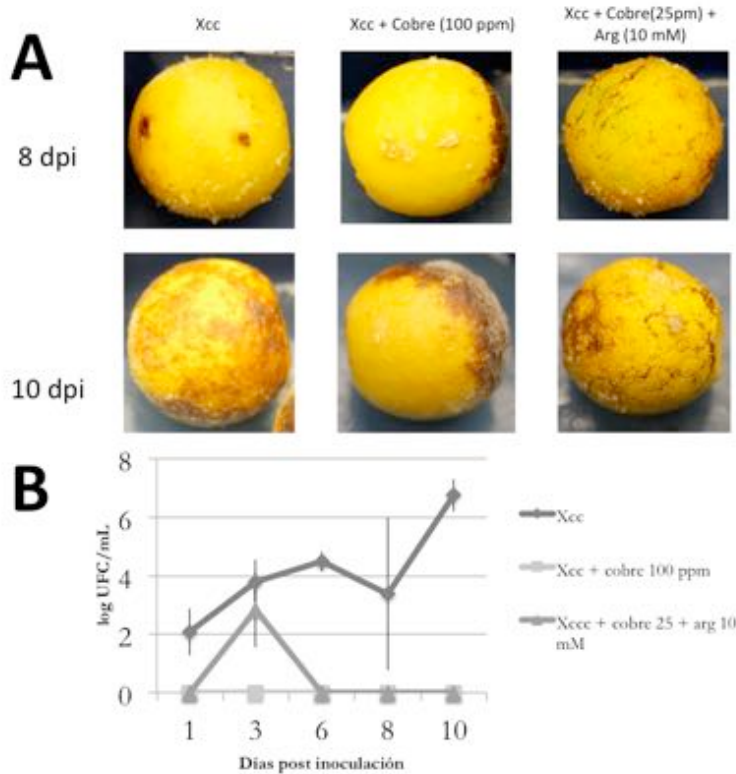 A
Xcc
Xcc + Cobre (100 ppm)
Xcc + Cobre(25pm) +
Arg (10 mM)
8 dpi
10 dpi
B
8
6
4
2
0
log UFC/mL
1 3 6 8 10
Días post inoculación
Xcc
Xcc + cobre 100 ppm
Xccc + cobre 25 + arg 10
mM